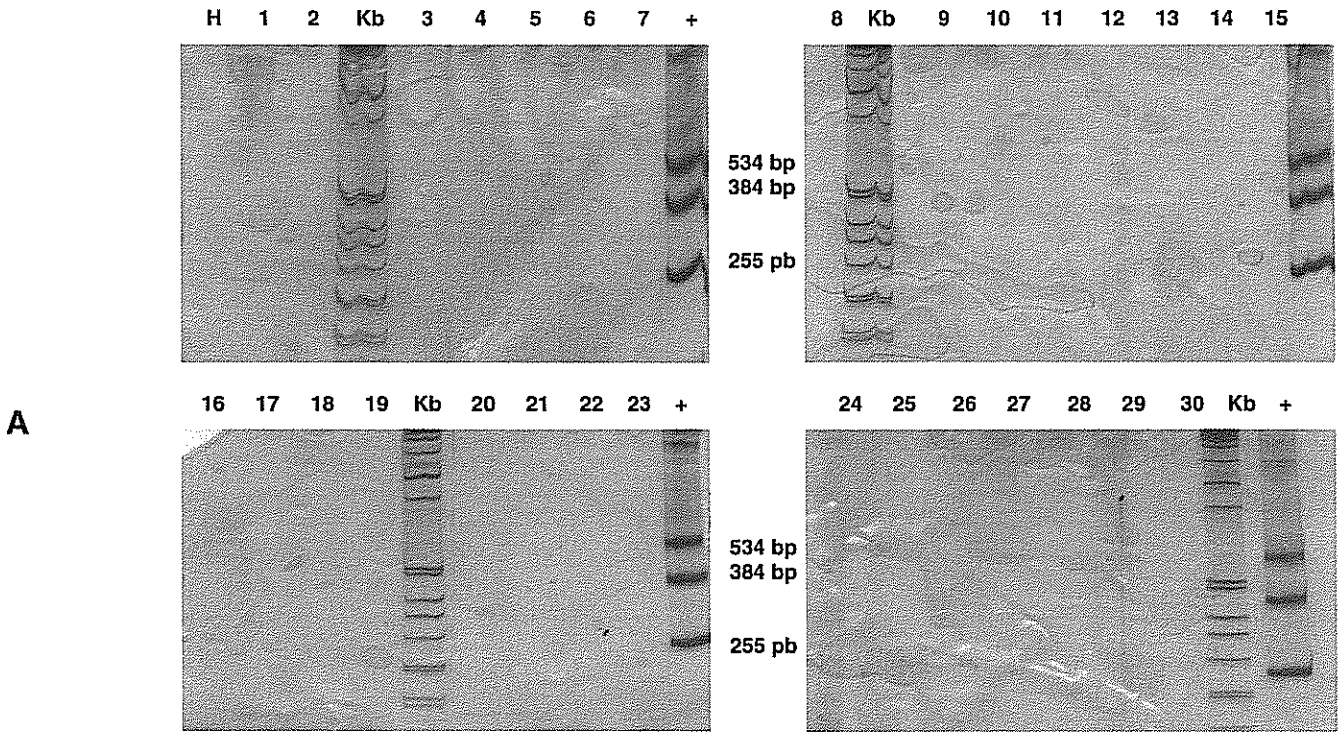 H 1 2 Kb 3 4 5 6 7 +
8 Kb 9 10 11 12 13 14 15
534 bp
384 bp
255 pb
A
16 17 18 19 Kb 20 21 22 23 +
24 25 26 27 28 29 30 Kb +
534 bp
384 bp
255 pb